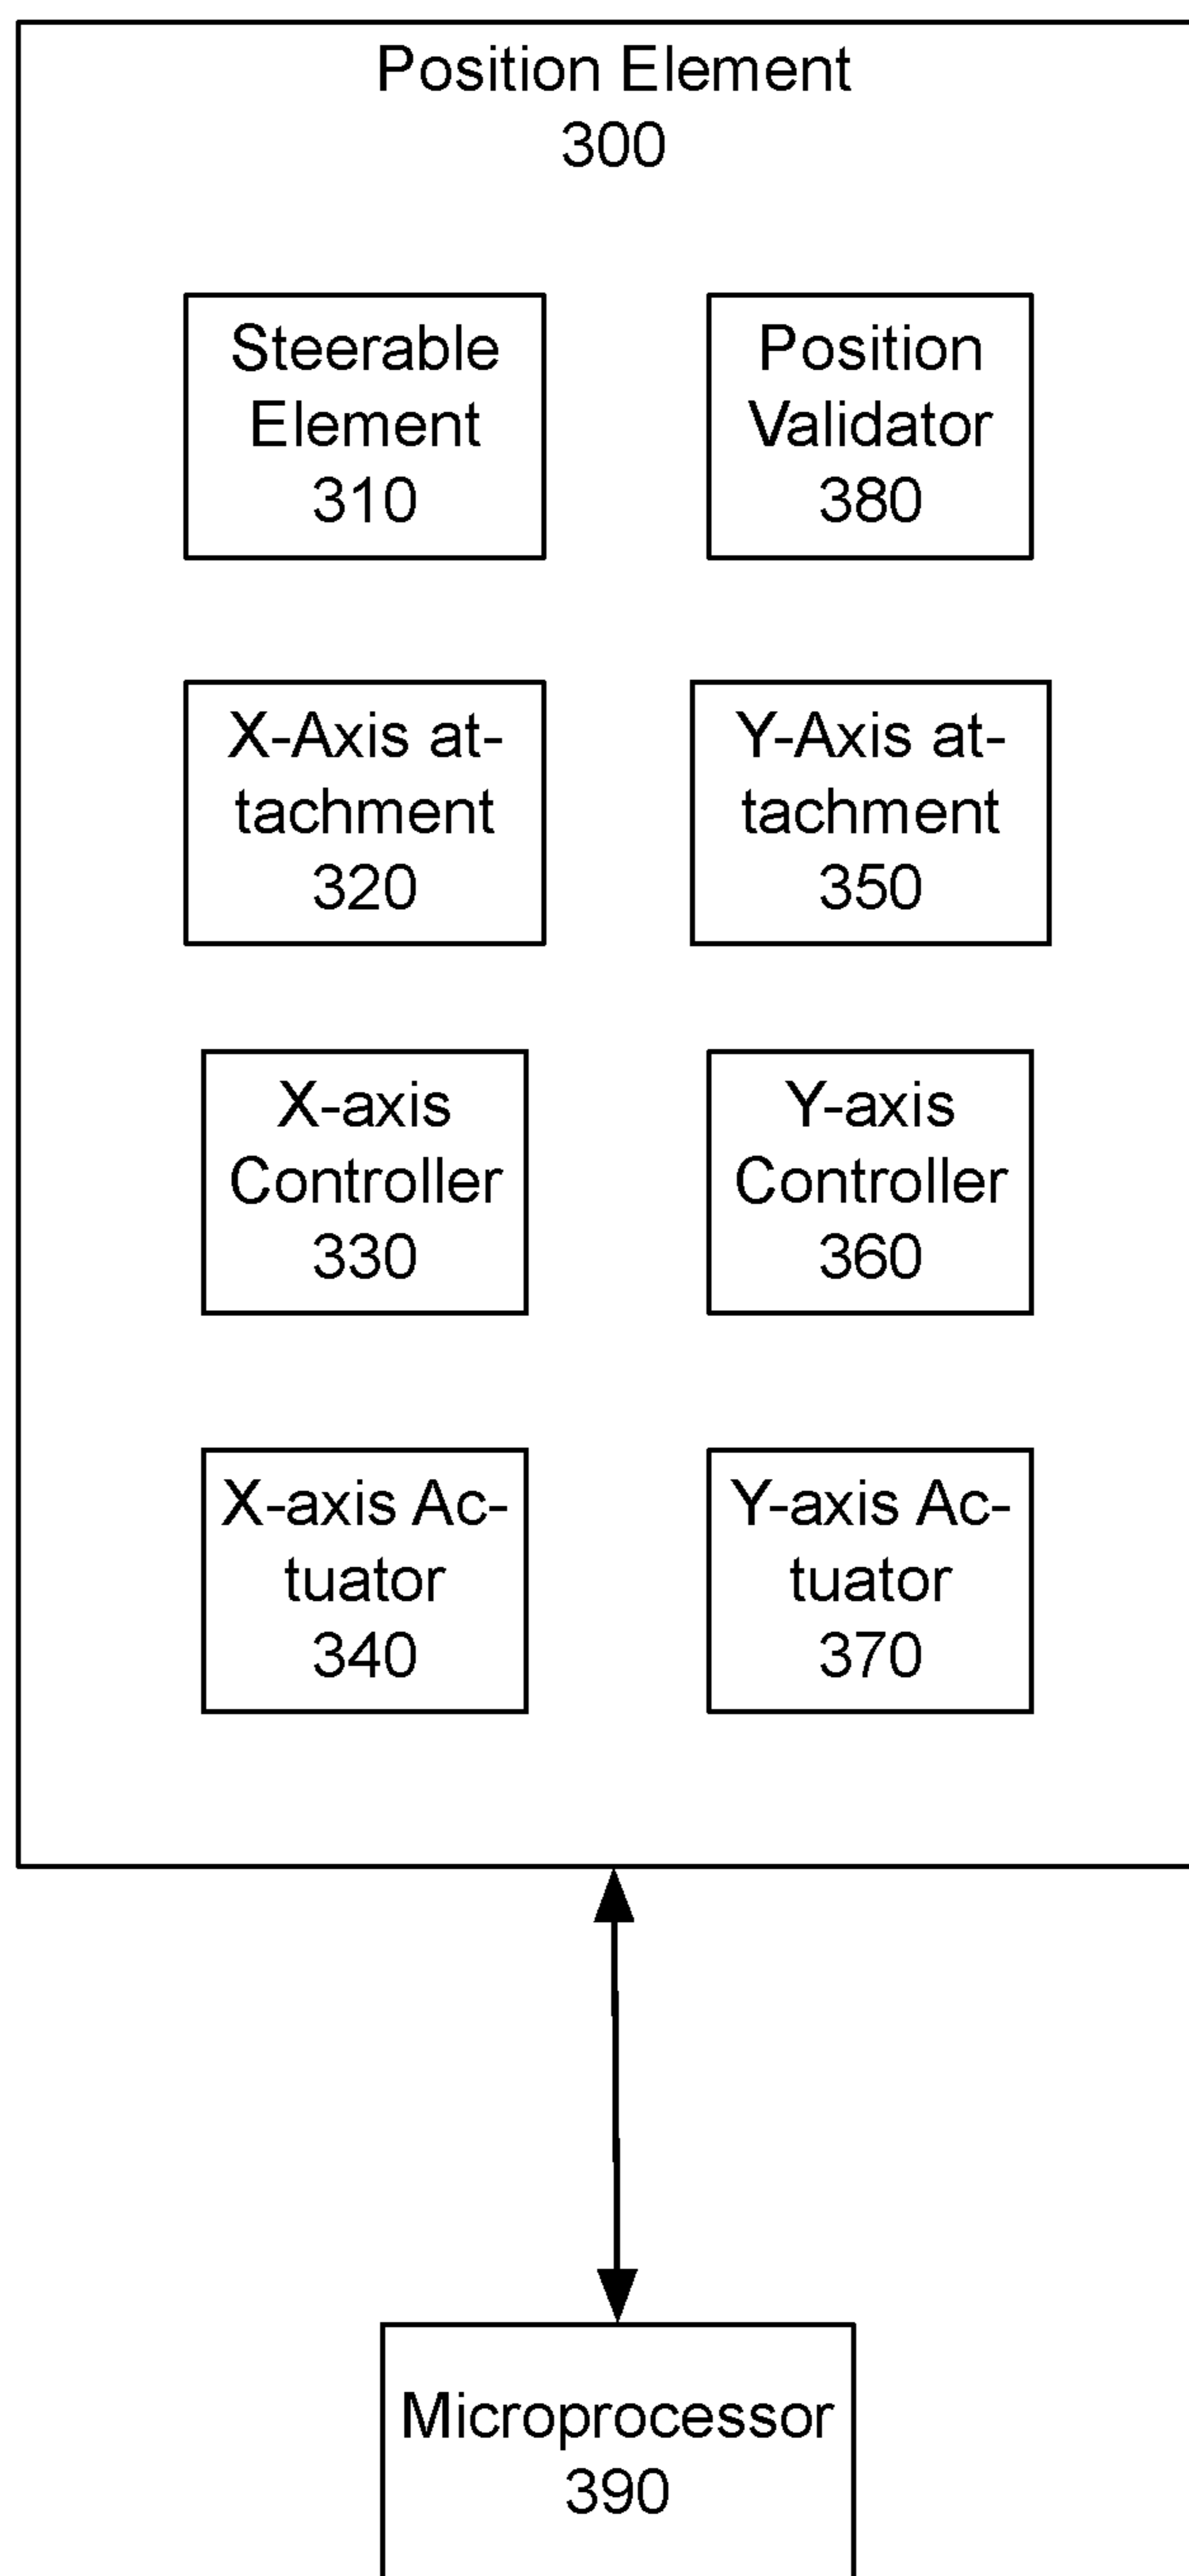 Position Element
300
Steerable
Element
310
Position
Validator
380
X-Axis at-
tachment
320
Y-Axis at-
tachment
350
X-axis
Controller
330
Y-axis
Controller
360
X-axis Ac-
tuator
340
Y-axis Ac-
tuator
370
Microprocessor
390